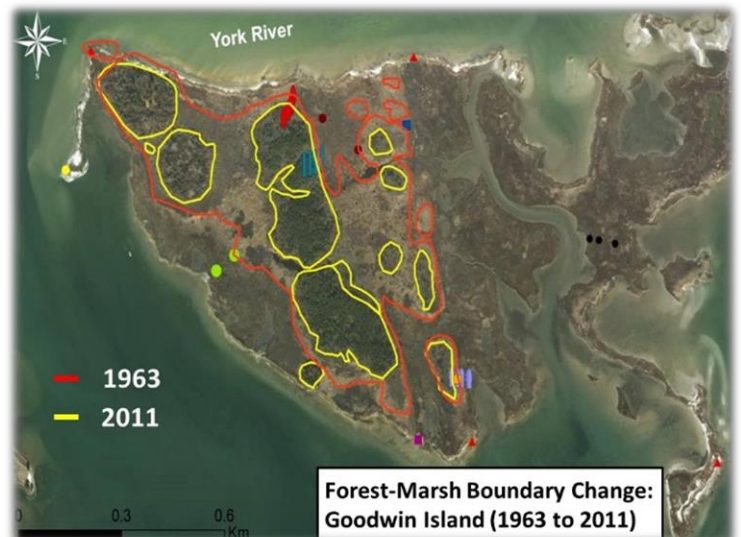 York River
E
S
1963
2011
Forest-Marsh Boundary Change:
Goodwin Island (1963 to 2011)
0 0.3 0.6
Km